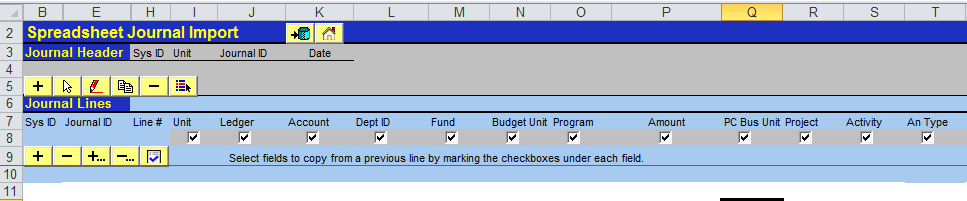 B E H I J K L M N O P Q R S T
2 Spreadsheet Journal Import
3 Journal Header Sys ID Unit Journal ID Date
4
5
6 Journal Lines
7 Sys ID Journal ID Line # Unit Ledger Account Dept ID Fund Budget Unit Program Amount PC Bus Unit Project Activity An Type
8
9 + − +... −... Select fields to copy from a previous line by marking the checkboxes under each field.
10
11